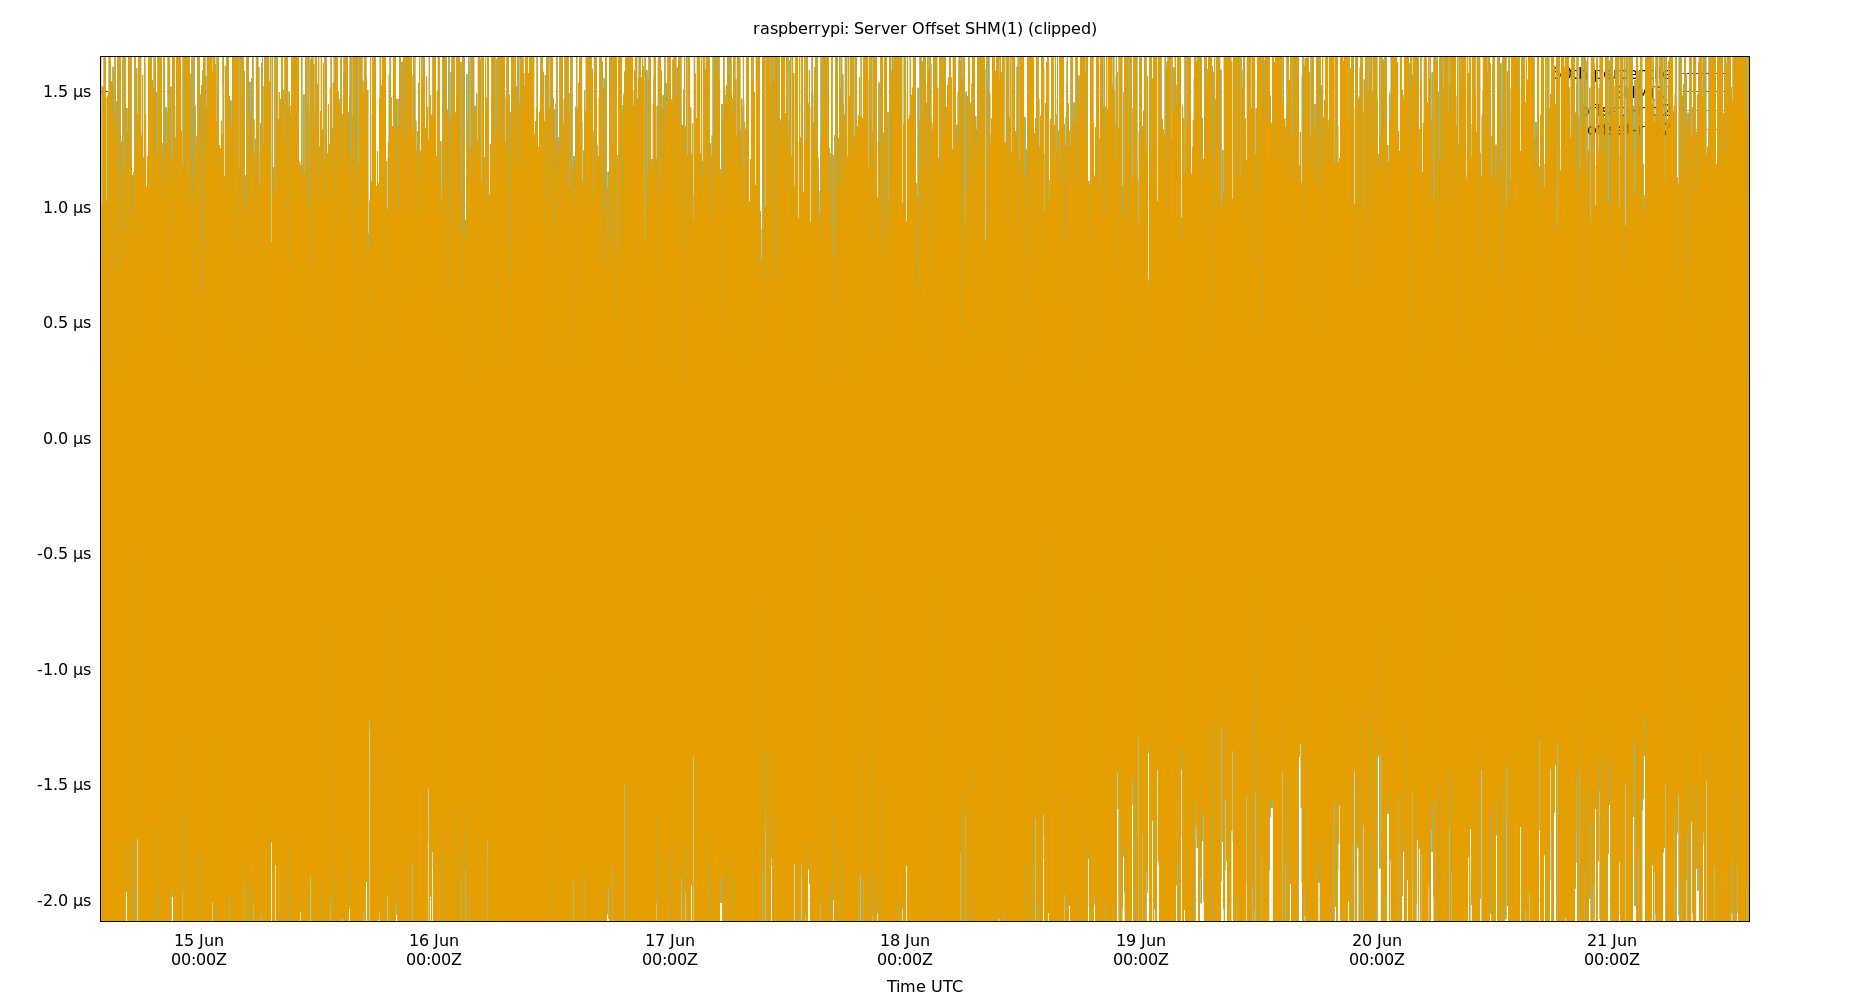 raspberrypi: Server Offset SHM(1) (clipped)
1.5 µs
1.0 µs
0.5 µs
0.0 µs
-0.5 µs
-1.0 µs
-1.5 µs
-2.0 µs
15 Jun 16 Jun 17 Jun 18 Jun 19 Jun 20 Jun 21 Jun
00:00Z 00:00Z 00:00Z 00:00Z 00:00Z 00:00Z 00:00Z
Time UTC